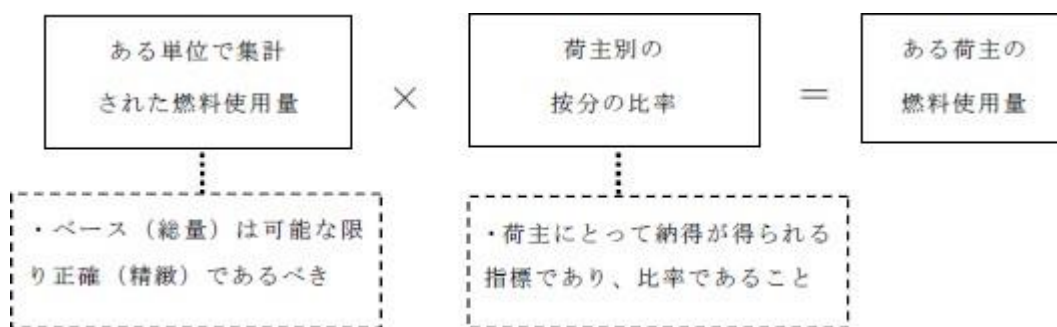 ある単位で集計
された燃料使用量
×
荷主別の
按分の比率
＝
ある荷主の
燃料使用量
・ベース（総量）は可能な限
り正確（精緻）であるべき
・荷主にとって納得が得られる
指標であり、比率であること